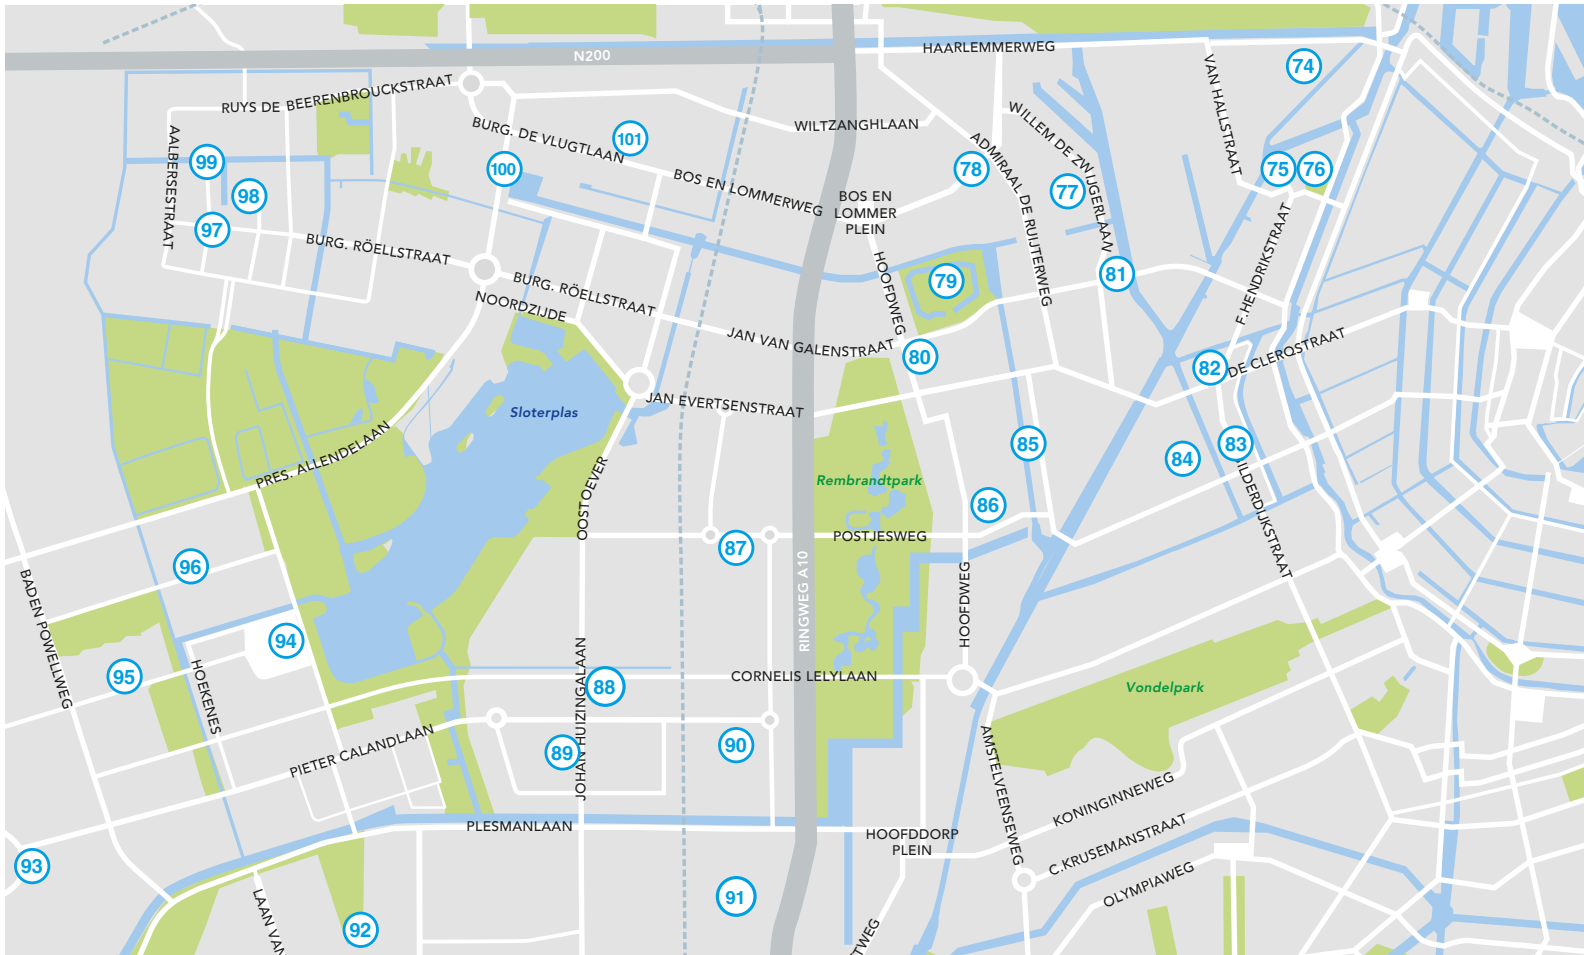 N200
HAARLEMMERWEG
74
VAN HALLSTRAAT
RUYS DE BEERENBROUCKSTRAAT
AALBERSESTRAAT
BURG. DE VLUGTLAAN
101
WILTZANGHLAAN
WILLEM DE ZWIJGERLAAN
ADMIRAAL DE RUIJTERWEG
99
100
78
75
76
98
77
BOS EN LOMMERWEG
BOS EN
LOMMER
PLEIN
97
BURG. RÖELLSTRAAT
F.HENDRIKSTRAAT
HOOFDWEG
79
81
BURG. RÖELLSTRAAT
NOORDZIJDE
JAN VAN GALENSTRAAT
80
82
DE CLERQSTRAAT
JAN EVERTSENSTRAAT
Sloterplas
PRES. ALLENDELAAN
85
84
83
BILDERDIJKSTRAAT
OOSTOEVER
Rembrandtpark
86
POSTJESWEG
87
96
RINGWEG A10
HOOFDWEG
BADEN POWELLWEG
94
95
HOEKENES
JOHAN HUIZINGALAAN
88
CORNELIS LELYLAAN
Vondelpark
PIETER CALANDLAAN
89
90
AMSTELVEENSEWEG
KONINGINNEWEG
PLESMANLAAN
HOOFDDORP
PLEIN
C.KRUSEMANSTRAAT
93
OLYMPIAWEG
91
LAAN VAN
92